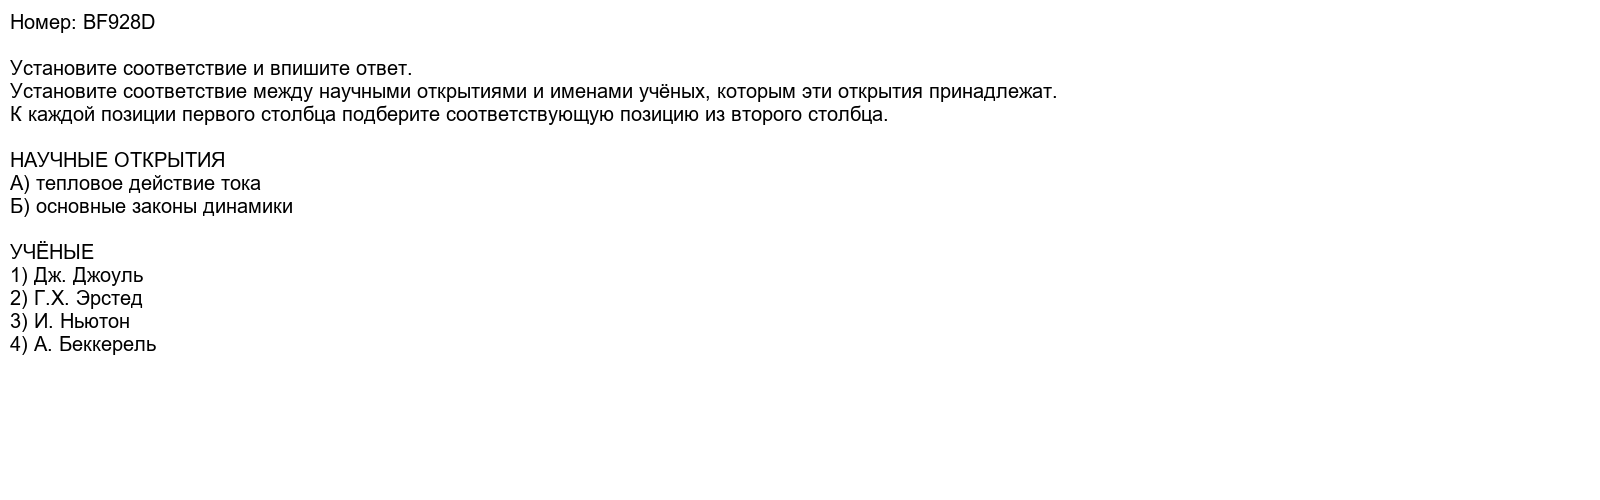 Номер: BF928D
Установите соответствие и впишите ответ.
Установите соответствие между научными открытиями и именами учёных, которым эти открытия принадлежат.
К каждой позиции первого столбца подберите соответствующую позицию из второго столбца.
НАУЧНЫЕ ОТКРЫТИЯ
А) тепловое действие тока
Б) основные законы динамики
УЧЁНЫЕ
1) Дж. Джоуль
2) Г.Х. Эрстед
3) И. Ньютон
4) А. Беккерель